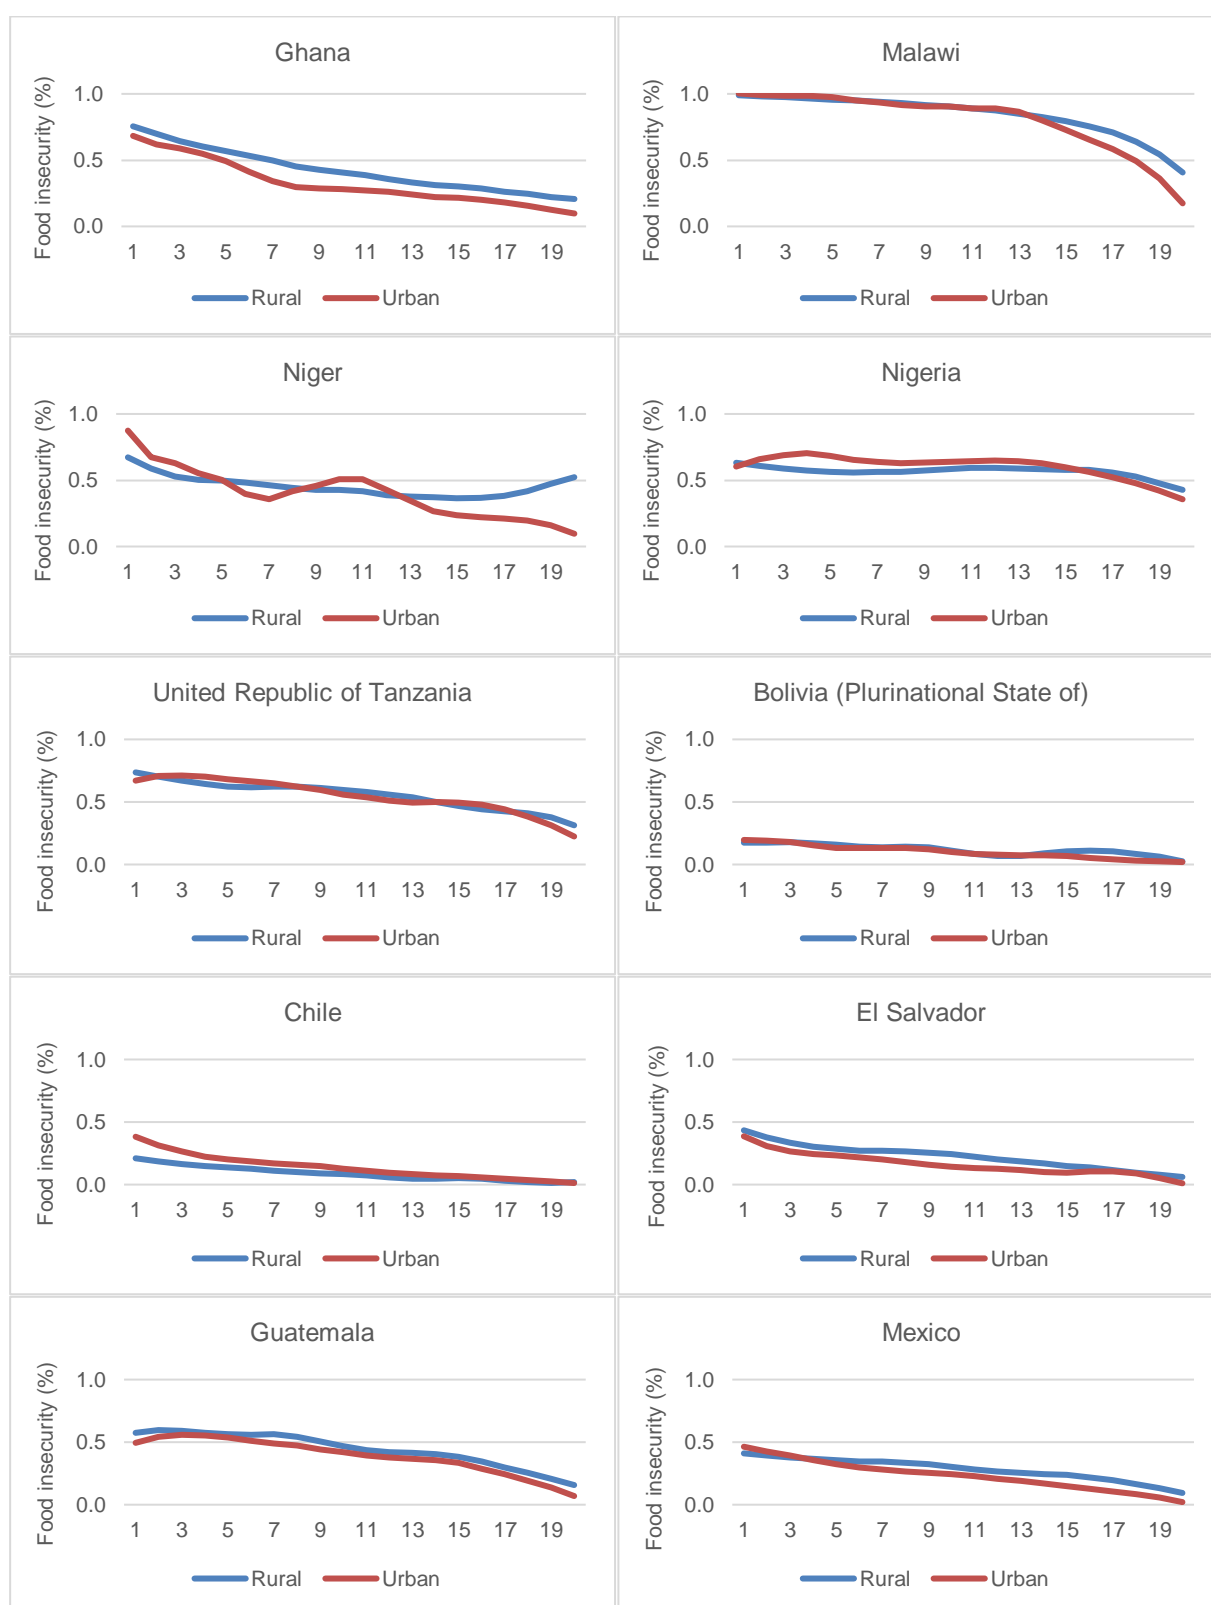 Ghana
Food insecurity (%)
1.0
0.5
0.0
1 3 5 7 9 11 13 15 17 19
Rural Urban
Malawi
Food insecurity (%)
1.0
0.5
0.0
1 3 5 7 9 11 13 15 17 19
Rural Urban
Niger
Food insecurity (%)
1.0
0.5
0.0
1 3 5 7 9 11 13 15 17 19
Rural Urban
Nigeria
Food insecurity (%)
1.0
0.5
0.0
1 3 5 7 9 11 13 15 17 19
Rural Urban
United Republic of Tanzania
Food insecurity (%)
1.0
0.5
0.0
1 3 5 7 9 11 13 15 17 19
Rural Urban
Bolivia (Plurinational State of)
Food insecurity (%)
1.0
0.5
0.0
1 3 5 7 9 11 13 15 17 19
Rural Urban
Chile
Food insecurity (%)
1.0
0.5
0.0
1 3 5 7 9 11 13 15 17 19
Rural Urban
El Salvador
Food insecurity (%)
1.0
0.5
0.0
1 3 5 7 9 11 13 15 17 19
Rural Urban
Guatemala
Food insecurity (%)
1.0
0.5
0.0
1 3 5 7 9 11 13 15 17 19
Rural Urban
Mexico
Food insecurity (%)
1.0
0.5
0.0
1 3 5 7 9 11 13 15 17 19
Rural Urban